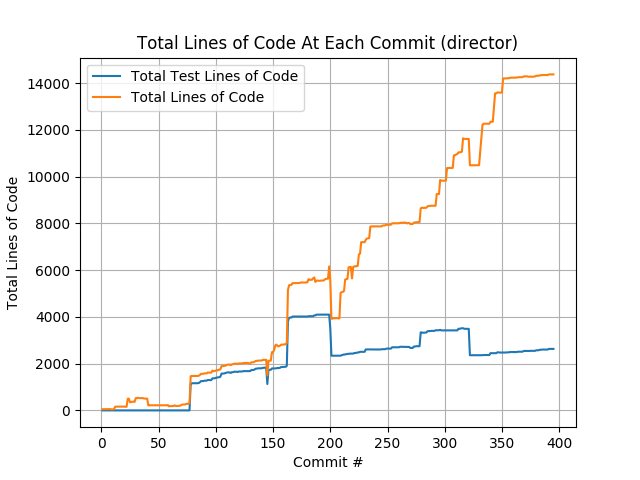 Total Lines of Code At Each Commit (director)
Total Test Lines of Code
Total Lines of Code
Total Lines of Code
14000
12000
10000
8000
6000
4000
2000
0
0 50 100 150 200 250 300 350 400
Commit #